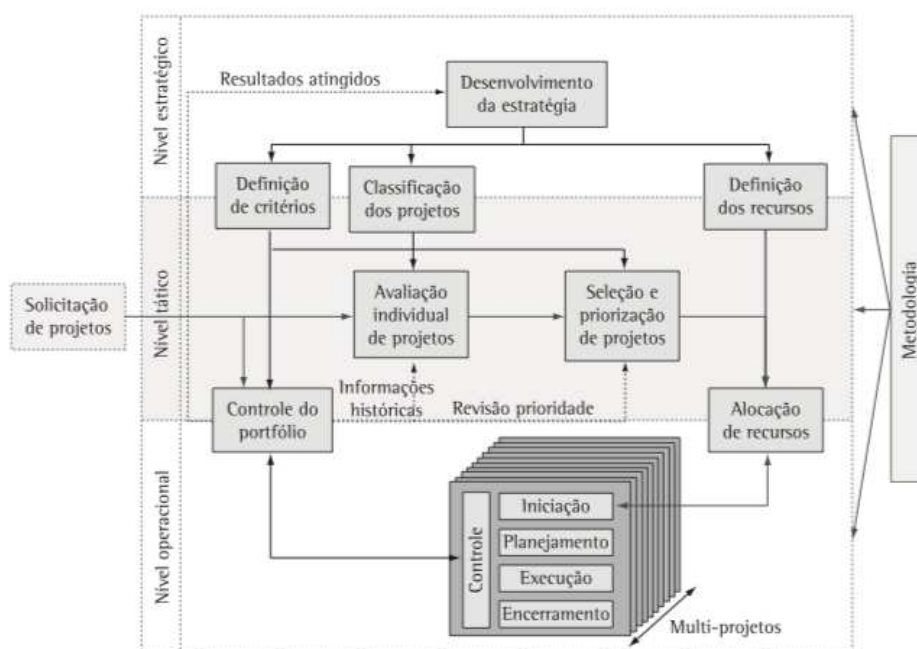 Nível estratégico
Resultados atingidos
Desenvolvimento
da estratégia
Definição
de critérios
Classificação
dos projetos
Definição
dos recursos
Nível tático
Solicitação
de projetos
Avaliação
individual
de projetos
Seleção e
priorização
de projetos
Metodologia
Informações
históricas
Revisão prioridade
Controle do
portfólio
Alocação
de recursos
Nível operacional
Controle
Iniciação
Planejamento
Execução
Encerramento
Multi-projetos